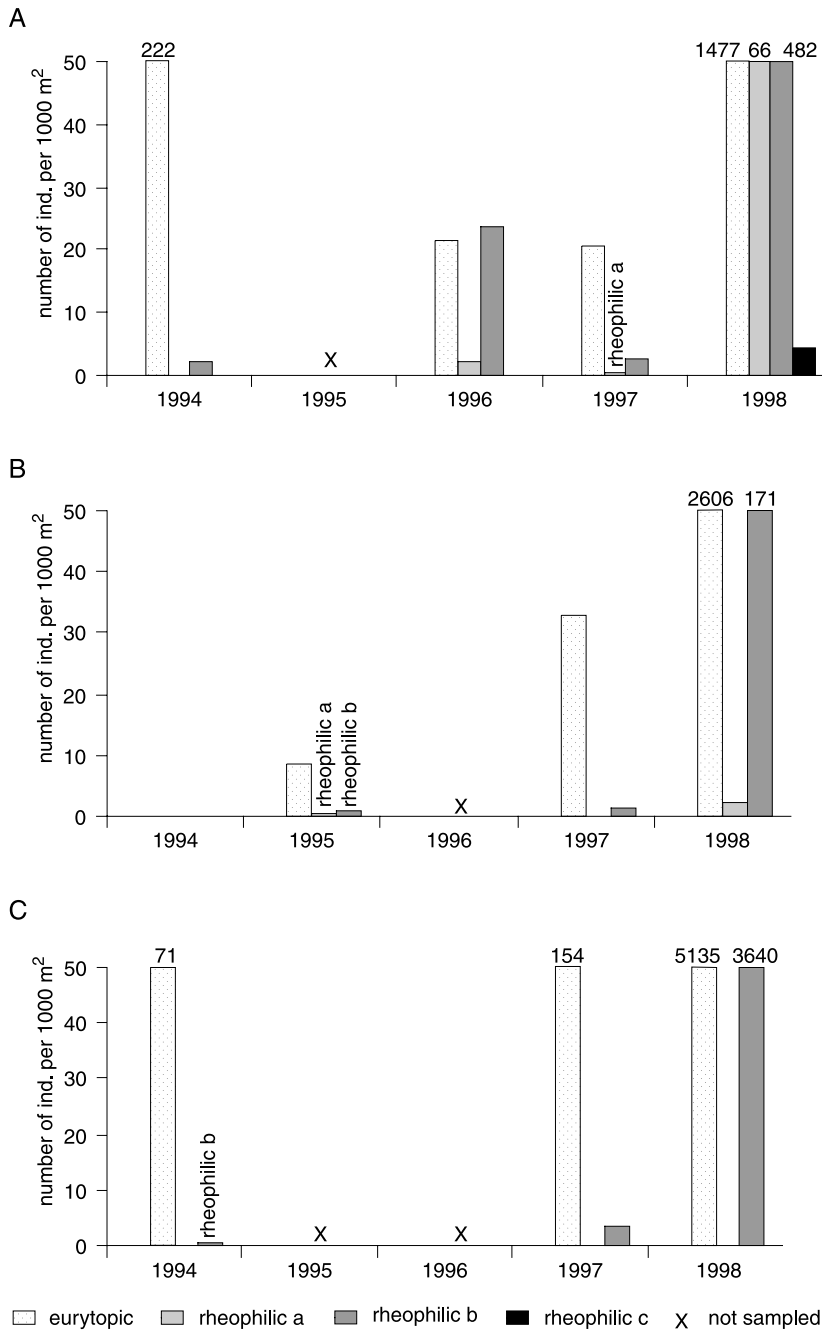 A
number of ind. per 1000 m²
222
1477 66 482
50
40
30
20
10
0
rheophilic a
X
1994 1995 1996 1997 1998
B
number of ind. per 1000 m²
2606 171
50
40
30
20
10
0
rheophilic a
rheophilic b
X
1994 1995 1996 1997 1998
C
number of ind. per 1000 m²
71 154 5135 3640
50
40
30
20
10
0
rheophilic b
X X
1994 1995 1996 1997 1998
eurytopic rheophilic a rheophilic b rheophilic c X not sampled